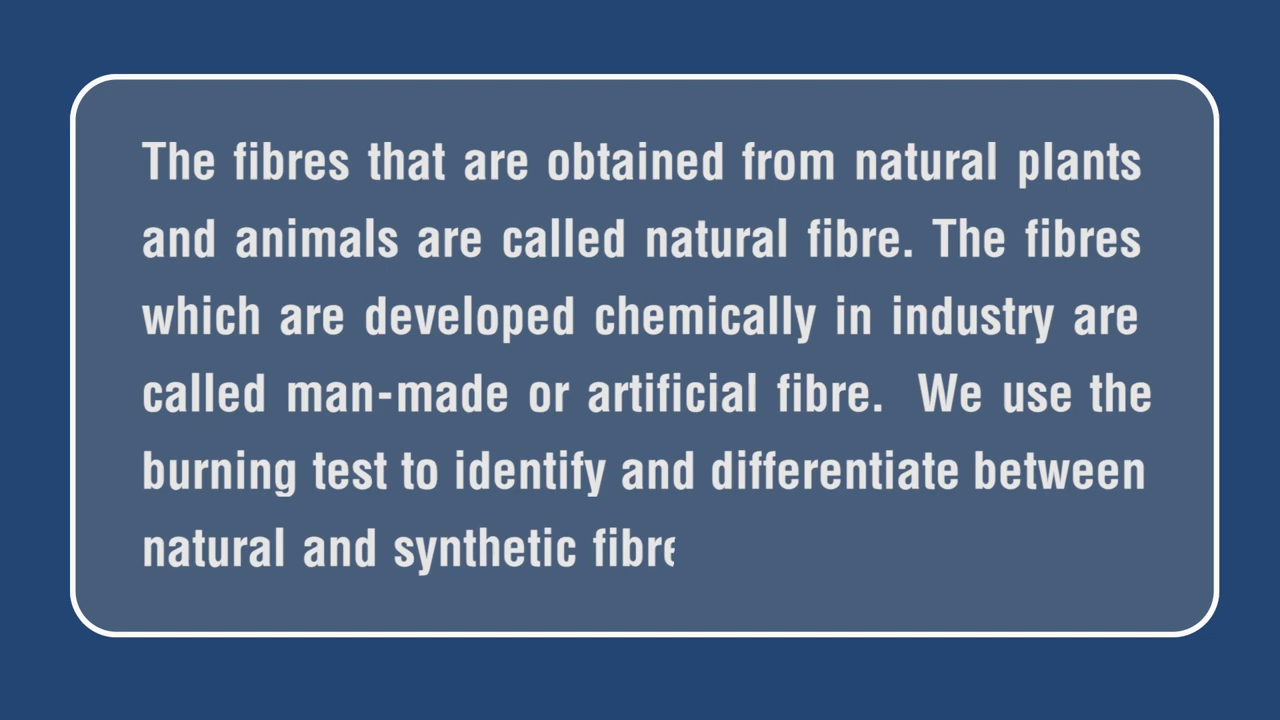 The fibres that are obtained from natural plants
and animals are called natural fibre. The fibres
which are developed chemically in industry are
called man-made or artificial fibre. We use the
burning test to identify and differentiate between
natural and synthetic fibre